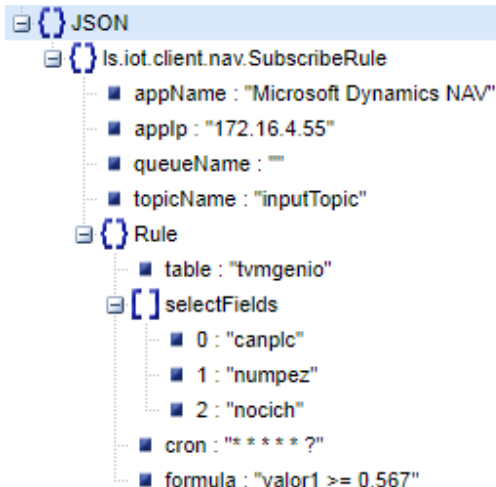 JSON
ls.iot.client.nav.SubscribeRule
appName : "Microsoft Dynamics NAV"
appIp : "172.16.4.55"
queueName : ""
topicName : "inputTopic"
Rule
table : "tvmgenio"
selectFields
0 : "canplc"
1 : "numpez"
2 : "nocich"
cron : "* * * * * ?"
formula : "valor1 >= 0.567"